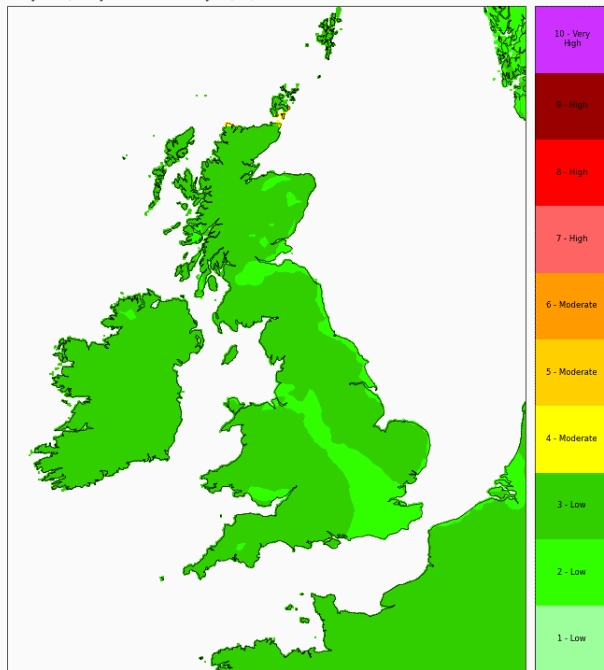 10 - Very
High
9 - High
8 - High
7 - High
6 - Moderate
5 - Moderate
4 - Moderate
3 - Low
2 - Low
1 - Low